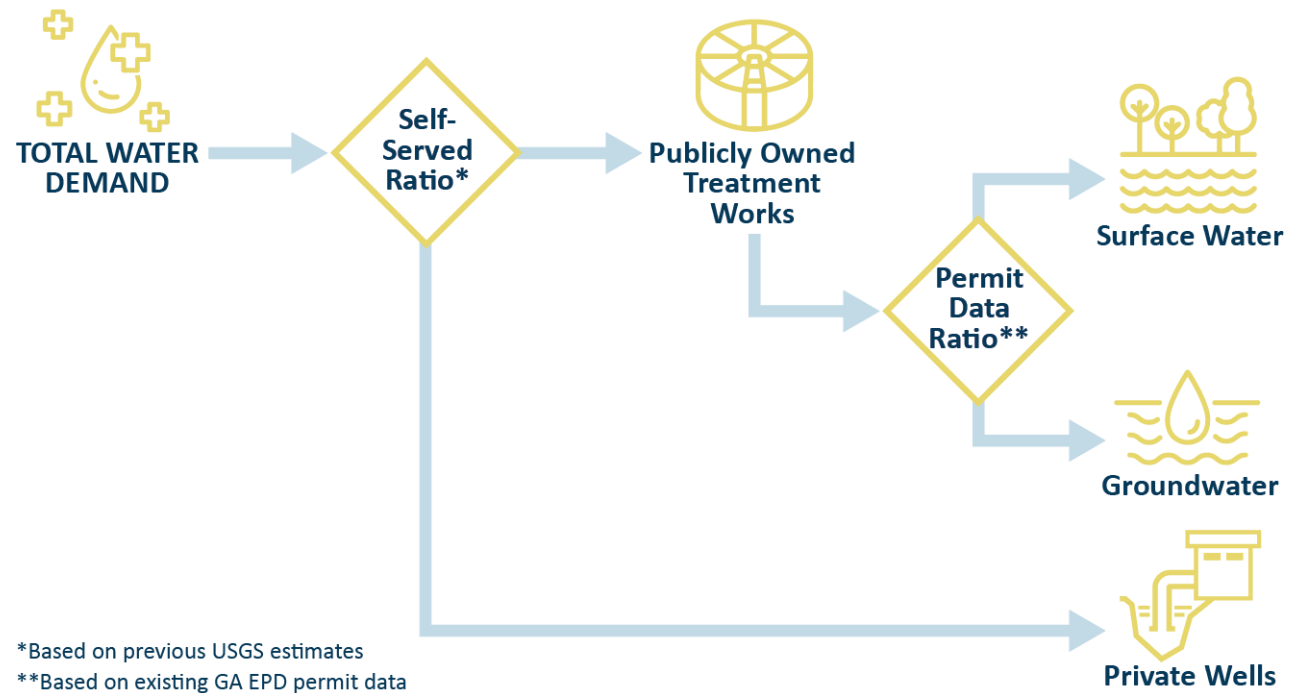 TOTAL WATER
DEMAND
Self-
Served
Ratio*
Publicly Owned
Treatment
Works
Permit
Data
Ratio**
Surface Water
Groundwater
Private Wells
*Based on previous USGS estimates
**Based on existing GA EPD permit data